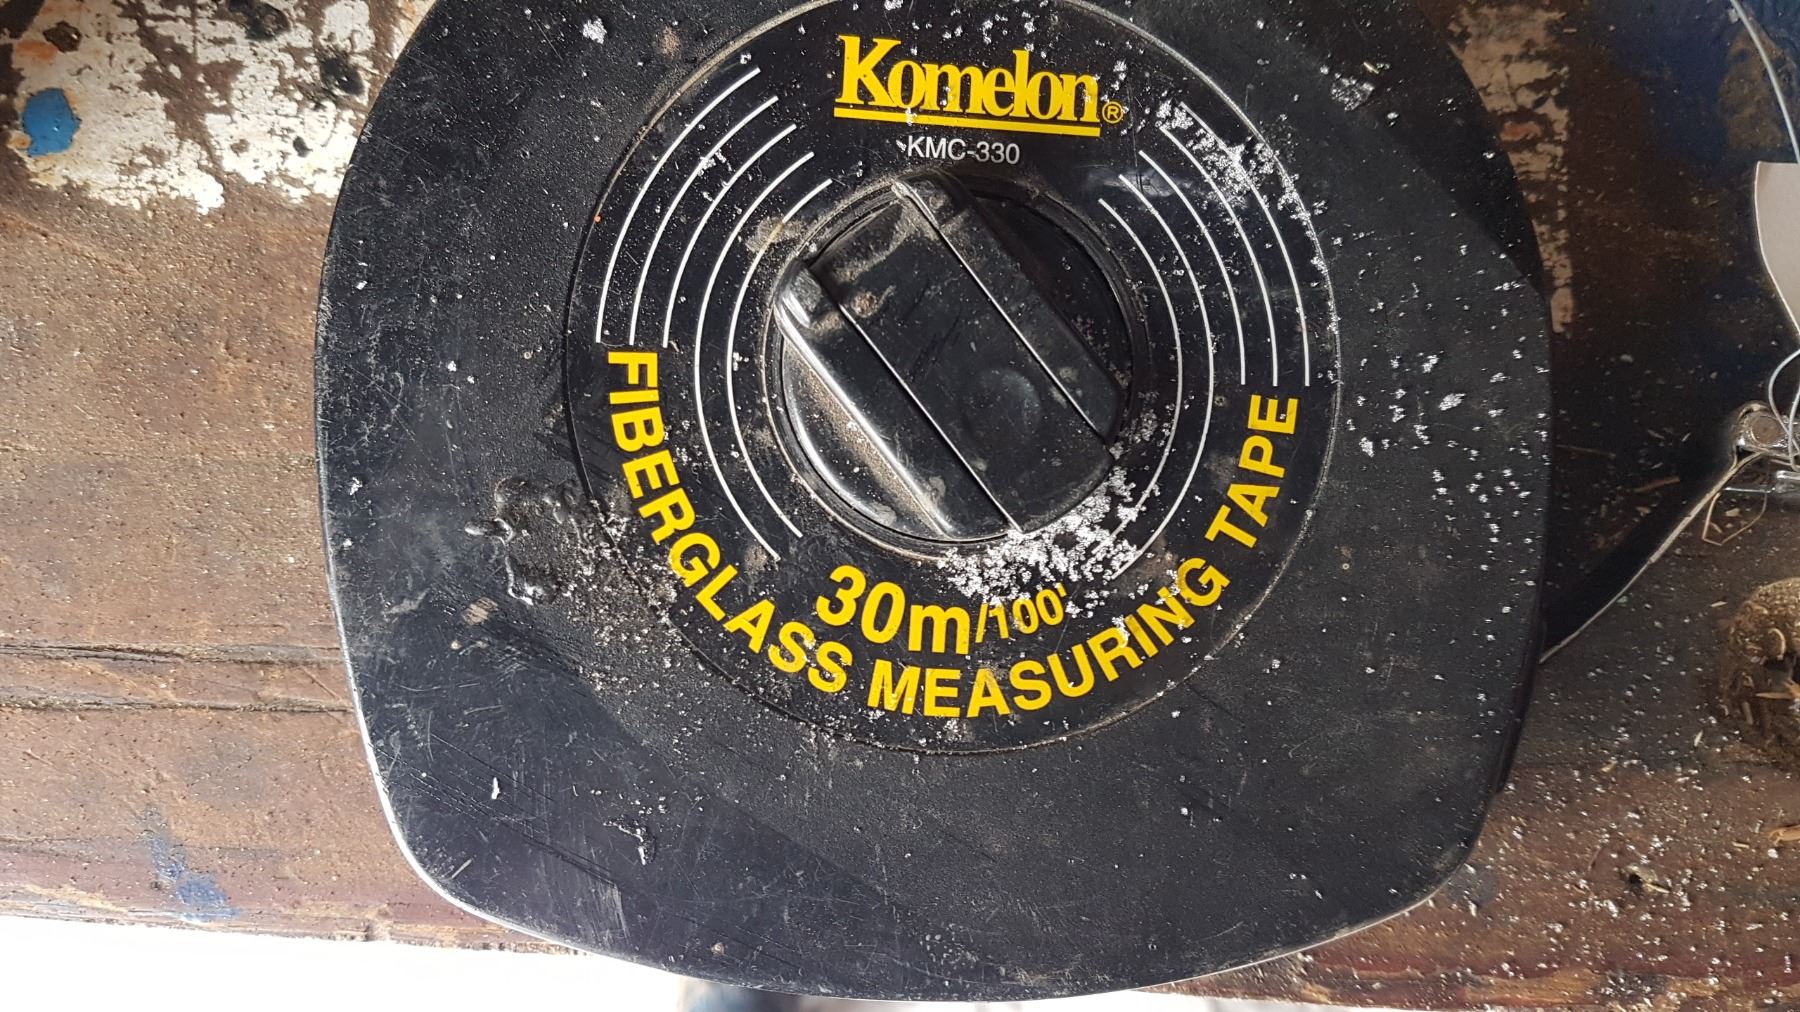 Komelon®
KMC-330
30m/100'
FIBERGLASS MEASURING TAPE